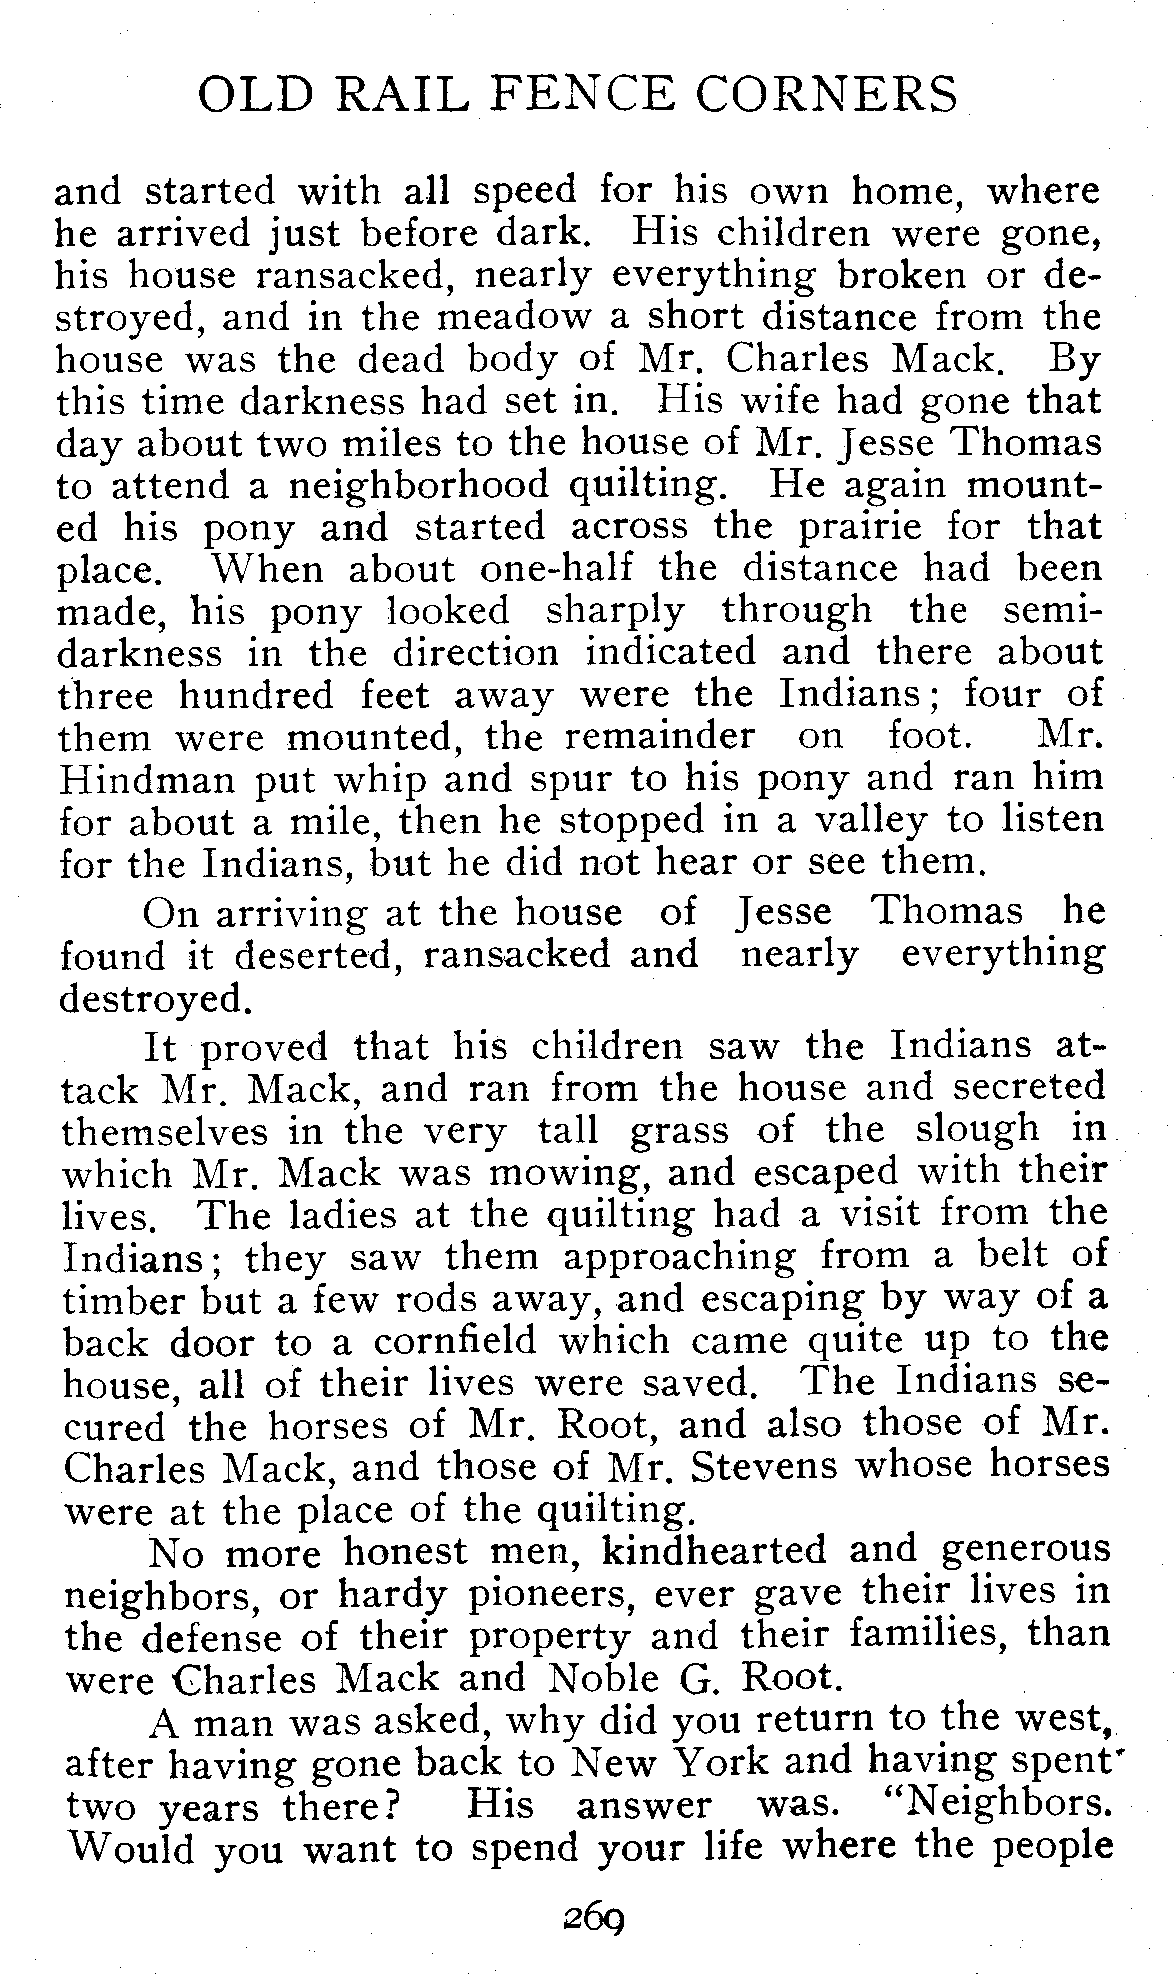 OLD RAIL FENCE CORNERS
and started with all speed for his own home, where
he arrived just before dark. His children were gone,
his house ransacked, nearly everything broken or de-
stroyed, and in the meadow a short distance from the
house was the dead body of Mr. Charles Mack. By
this time darkness had set in. His wife had gone that
day about two miles to the house of Mr. Jesse Thomas
to attend a neighborhood quilting. He again mount-
ed his pony and started across the prairie for that
place. When about one-half the distance had been
made, his pony looked sharply through the semi-
darkness in the direction indicated and there about
three hundred feet away were the Indians; four of
them were mounted, the remainder on foot. Mr.
Hindman put whip and spur to his pony and ran him
for about a mile, then he stopped in a valley to listen
for the Indians, but he did not hear or see them.
On arriving at the house of Jesse Thomas he
found it deserted, ransacked and nearly everything
destroyed.
It proved that his children saw the Indians at-
tack Mr. Mack, and ran from the house and secreted
themselves in the very tall grass of the slough in
which Mr. Mack was mowing, and escaped with their
lives. The ladies at the quilting had a visit from the
Indians; they saw them approaching from a belt of
timber but a few rods away, and escaping by way of a
back door to a cornfield which came quite up to the
house, all of their lives were saved. The Indians se-
cured the horses of Mr. Root, and also those of Mr.
Charles Mack, and those of Mr. Stevens whose horses
were at the place of the quilting.
No more honest men, kindhearted and generous
neighbors, or hardy pioneers, ever gave their lives in
the defense of their property and their families, than
were Charles Mack and Noble G. Root.
A man was asked, why did you return to the west,
after having gone back to New York and having spent
two years there? His answer was. "Neighbors.
Would you want to spend your life where the people
269